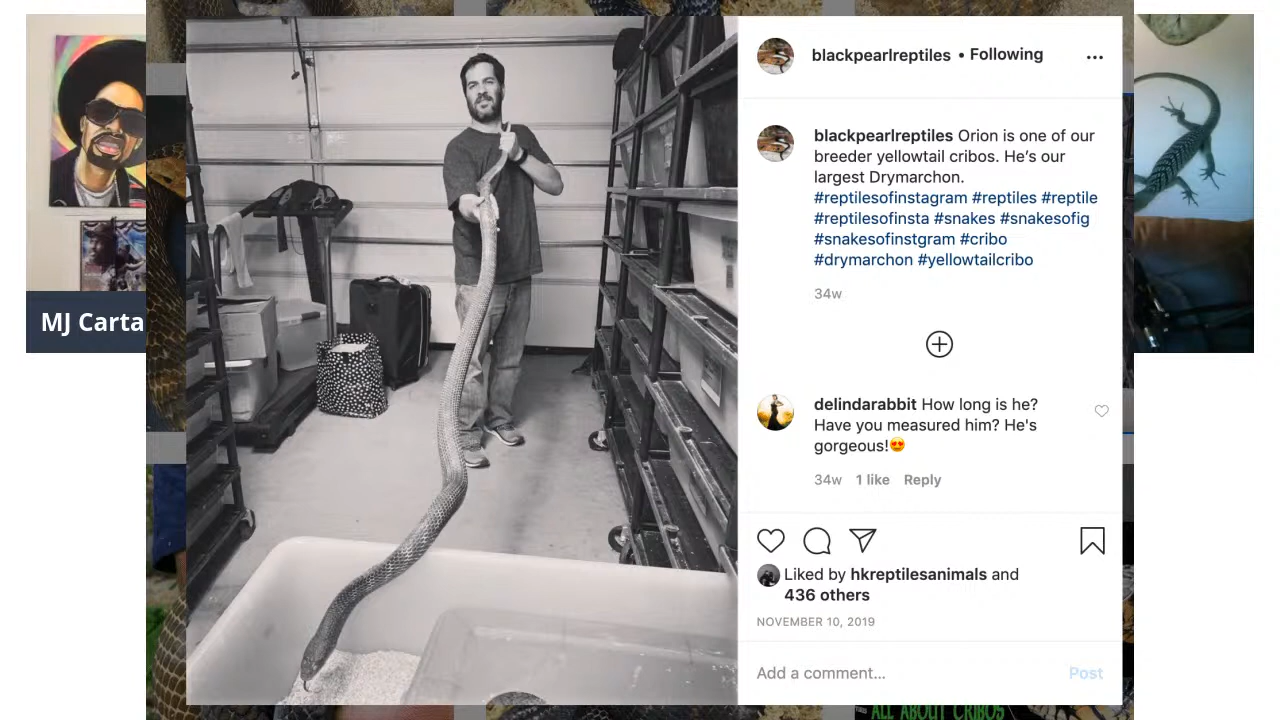 MJ Carta
blackpearlreptiles • Following
blackpearlreptiles Orion is one of our
breeder yellowtail cribos. He's our
largest Drymarchon.
#reptilesofinstagram #reptiles #reptile
#reptilesofinsta #snakes #snakesofig
#snakesofinstgram #cribo
#drymarchon #yellowtailcribo
34w
delindarabbit How long is he?
Have you measured him? He's
gorgeous!😍
34w 1 like Reply
Liked by hkreptilesanimals and
436 others
NOVEMBER 10, 2019
Add a comment... Post
ALL ABOUT CRIBOS